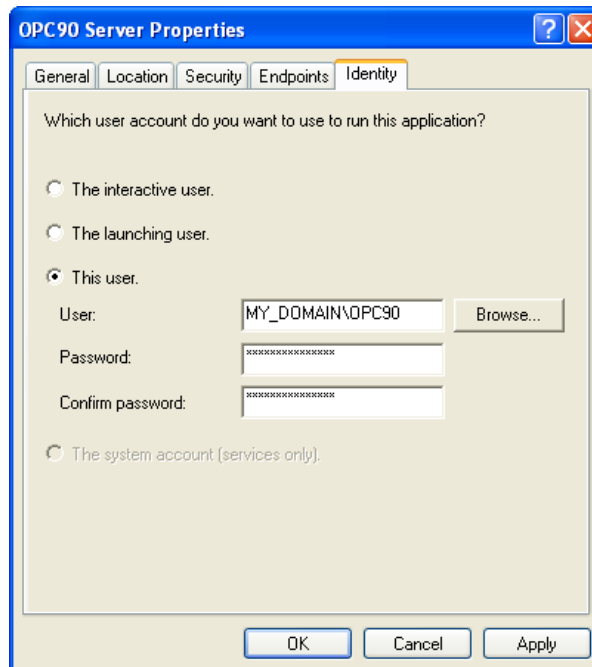 OPC90 Server Properties
General Location Security Endpoints Identity
Which user account do you want to use to run this application?
The interactive user.
The launching user.
This user.
User: MY_DOMAIN\OPC90 Browse...
Password: ***************
Confirm password: ***************
The system account (services only).
OK Cancel Apply